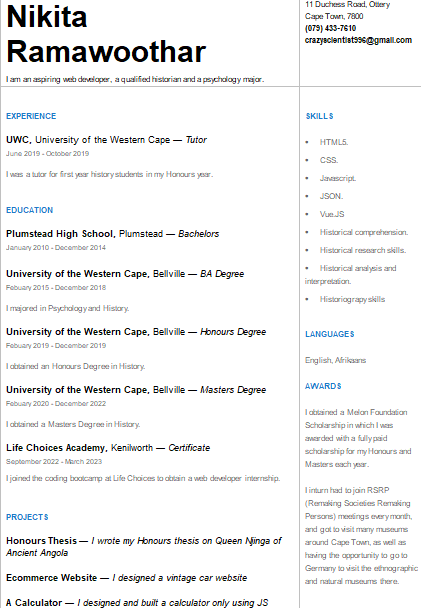 Nikita
Ramawoothar
I am an aspiring web developer, a qualified historian and a psychology major.
11 Duchess Road, Ottery
Cape Town, 7800
(079) 433-7610
crazyscientist996@gmail.com
EXPERIENCE
UWC, University of the Western Cape — Tutor
June 2019 - October 2019
I was a tutor for first year history students in my Honours year.
EDUCATION
Plumstead High School, Plumstead — Bachelors
January 2010 - December 2014
University of the Western Cape, Bellville — BA Degree
Febuary 2015 - December 2018
I majored in Psychology and History.
University of the Western Cape, Bellville — Honours Degree
Febuary 2019 - December 2019
I obtained an Honours Degree in History.
University of the Western Cape, Bellville — Masters Degree
Febuary 2020 - December 2022
I obtained a Masters Degree in History.
Life Choices Academy, Kenilworth — Certificate
September 2022 - March 2023
I joined the coding bootcamp at Life Choices to obtain a web developer internship.
PROJECTS
Honours Thesis — I wrote my Honours thesis on Queen Njinga of
Ancient Angola
Ecommerce Website — I designed a vintage car website
A Calculator — I designed and built a calculator only using JS
SKILLS
• HTML5.
• CSS.
• Javascript.
• JSON.
• Vue.JS
• Historical comprehension.
• Historical research skills.
• Historical analysis and
interpretation.
• Historiograpy skills
LANGUAGES
English, Afrikaans
AWARDS
I obtained a Melon Foundation
Scholarship in which I was
awarded with a fully paid
scholarship for my Honours and
Masters each year.
I inturn had to join RSRP
(Remaking Societies Remaking
Persons) meetings every month,
and got to visit many museums
around Cape Town, as well as
having the opportunity to go to
Germany to visit the ethnographic
and natural museums there.